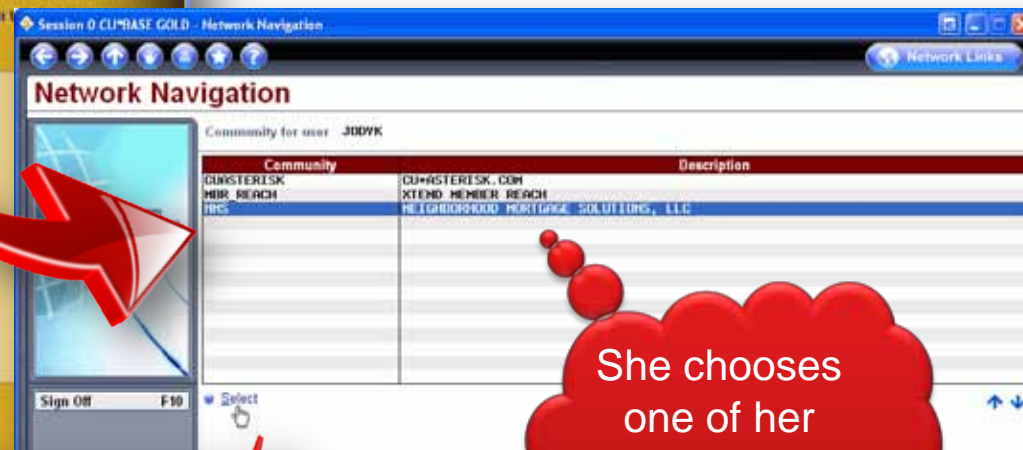 Session 0 CU*BASE GOLD - Network Navigation
Network Links
Network Navigation
Community for user JODYK
Community Description
CUASTERISK CU*ASTERISK.COM
MBR_REACH XTEND MEMBER REACH
NMS NEIGHBORHOOD MORTGAGE SOLUTIONS, LLC
She chooses
one of her
Sign Off F10
Select